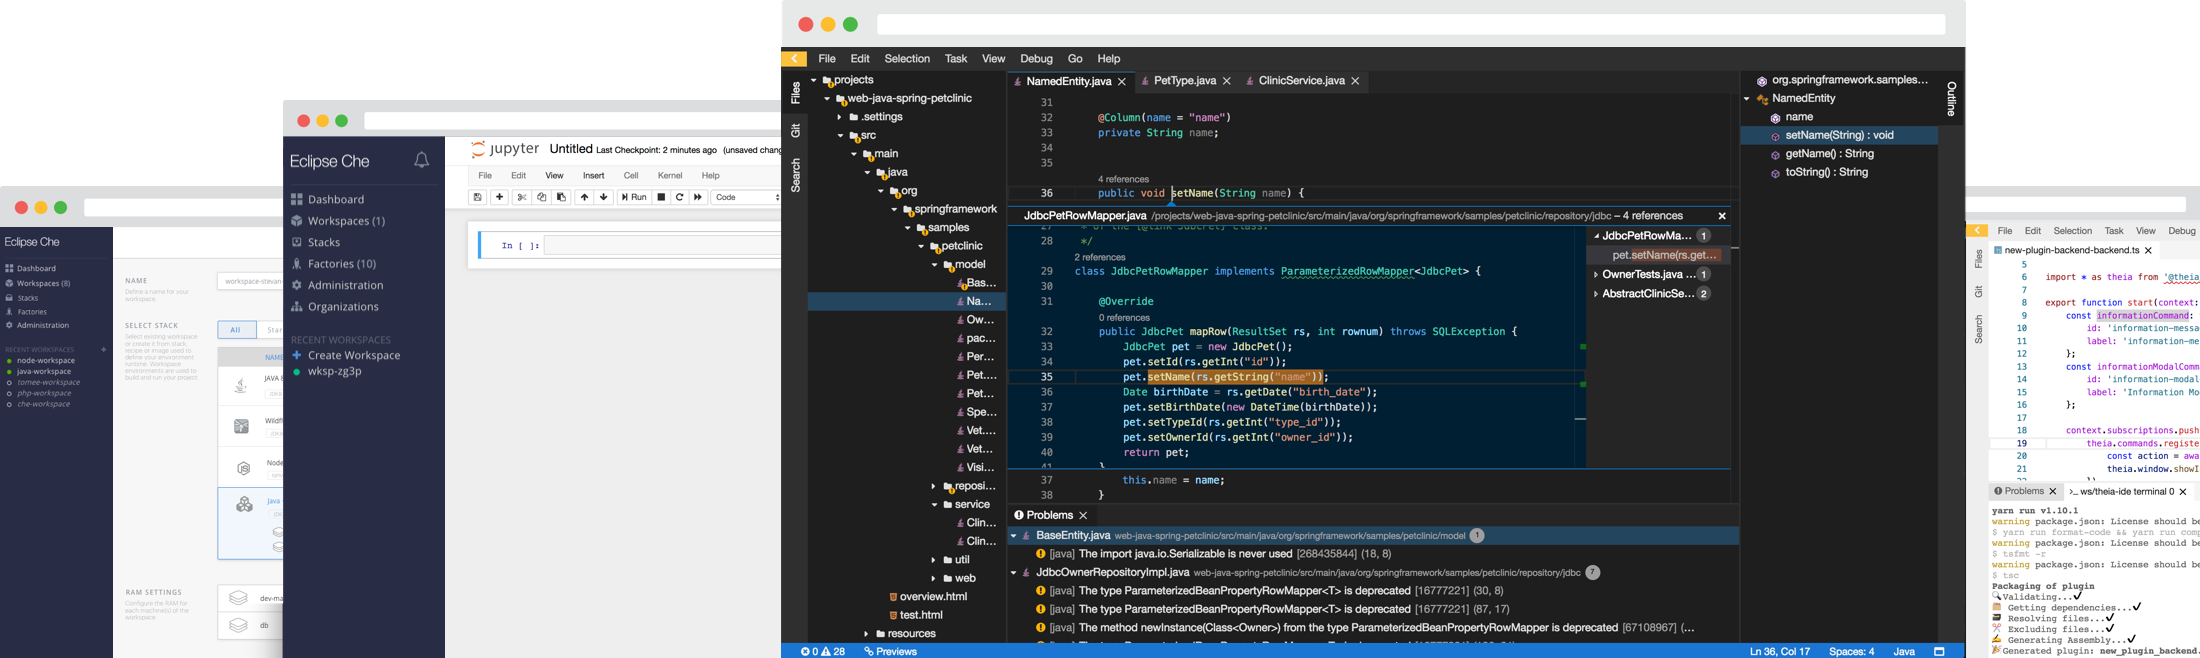 Eclipse Che
Dashboard
Workspaces (8)
Stacks
Factories
Administration
RECENT WORKSPACES +
node-workspace
java-workspace
tomee-workspace
php-workspace
che-workspace
NAME
Define a name for your
workspace
workspace-stevan
SELECT STACK
Select existing workspace
or create it from stack,
recipe or image used to
define your environment
runtime. Workspace
environments are used to
build and run your project.
All
Star
NAME
JAVA
Wildfl
Node
Java
RAM SETTINGS
Configure the RAM for
each machine(s) of the
workspace
dev-ma
db
Eclipse Che
Dashboard
Workspaces (1)
Stacks
Factories (10)
Administration
Organizations
RECENT WORKSPACES
+ Create Workspace
wksp-zg3p
jupyter Untitled Last Checkpoint: 2 minutes ago (unsaved chang
File Edit View Insert Cell Kernel Help
Run Code
In [ ]:
File Edit Selection Task View Debug Go Help
Files
Git
Search
projects
web-java-spring-petclinic
.settings
src
main
java
org
springframework
samples
petclinic
model
Bas...
Na...
Ow...
pac...
Per...
Pet....
Pet...
Spe...
Vet....
Vet...
Visi...
reposi...
service
Clin...
Clin...
util
web
overview.html
test.html
resources
NamedEntity.java PetType.java ClinicService.java
31
32 @Column(name = "name")
33 private String name;
34
35
4 references
36 public void setName(String name) {
JdbcPetRowMapper.java /projects/web-java-spring-petclinic/src/main/java/org/springframework/samples/petclinic/repository/jdbc – 4 references
27 * of the {@link JdbcPet} class.
28 */
2 references
29 class JdbcPetRowMapper implements ParameterizedRowMapper<JdbcPet> {
30
31 @Override
0 references
32 public JdbcPet mapRow(ResultSet rs, int rownum) throws SQLException {
33 JdbcPet pet = new JdbcPet();
34 pet.setId(rs.getInt("id"));
35 pet.setName(rs.getString("name"));
36 Date birthDate = rs.getDate("birth_date");
37 pet.setBirthDate(new DateTime(birthDate));
38 pet.setTypeId(rs.getInt("type_id"));
39 pet.setOwnerId(rs.getInt("owner_id"));
40 return pet;
41 }
JdbcPetRowMa... 1
pet.setName(rs.get...
OwnerTests.java ... 1
AbstractClinicSe... 2
37 this.name = name;
38 }
Problems
BaseEntity.java web-java-spring-petclinic/src/main/java/org/springframework/samples/petclinic/model 1
[java] The import java.io.Serializable is never used [268435844] (18, 8)
JdbcOwnerRepositoryImpl.java web-java-spring-petclinic/src/main/java/org/springframework/samples/petclinic/repository/jdbc 7
[java] The type ParameterizedBeanPropertyRowMapper<T> is deprecated [16777221] (30, 8)
[java] The type ParameterizedBeanPropertyRowMapper<T> is deprecated [16777221] (87, 17)
[java] The method newInstance(Class<Owner>) from the type ParameterizedBeanPropertyRowMapper is deprecated [67108967] (...
0 28 Previews
Ln 36, Col 17 Spaces: 4 Java
org.springframework.samples...
NamedEntity
name
setName(String) : void
getName() : String
toString() : String
Outline
File Edit Selection Task View Debug
Files
Git
Search
new-plugin-backend-backend.ts
5
6 import * as theia from '@theia
7
8 export function start(context:
9 const informationCommand:
10 id: 'information-messa
11 label: 'information-me
12 };
13 const informationModalComm
14 id: 'information-modal
15 label: 'Information Mo
16 };
17
18 context.subscriptions.push
19 theia.commands.registe
20 const action = awa
21 theia.window.showI
22 })
Problems >_ ws/theia-ide terminal 0
yarn run v1.10.1
warning package.json: License should be
$ yarn run format-code && yarn run comp
warning package.json: License should be
$ tsfmt -r
warning package.json: License should be
$ tsc
Packaging of plugin
Validating...✔
Getting dependencies...✔
Resolving files...✔
Excluding files...✔
Generating Assembly...✔
Generated plugin: new_plugin_backend.